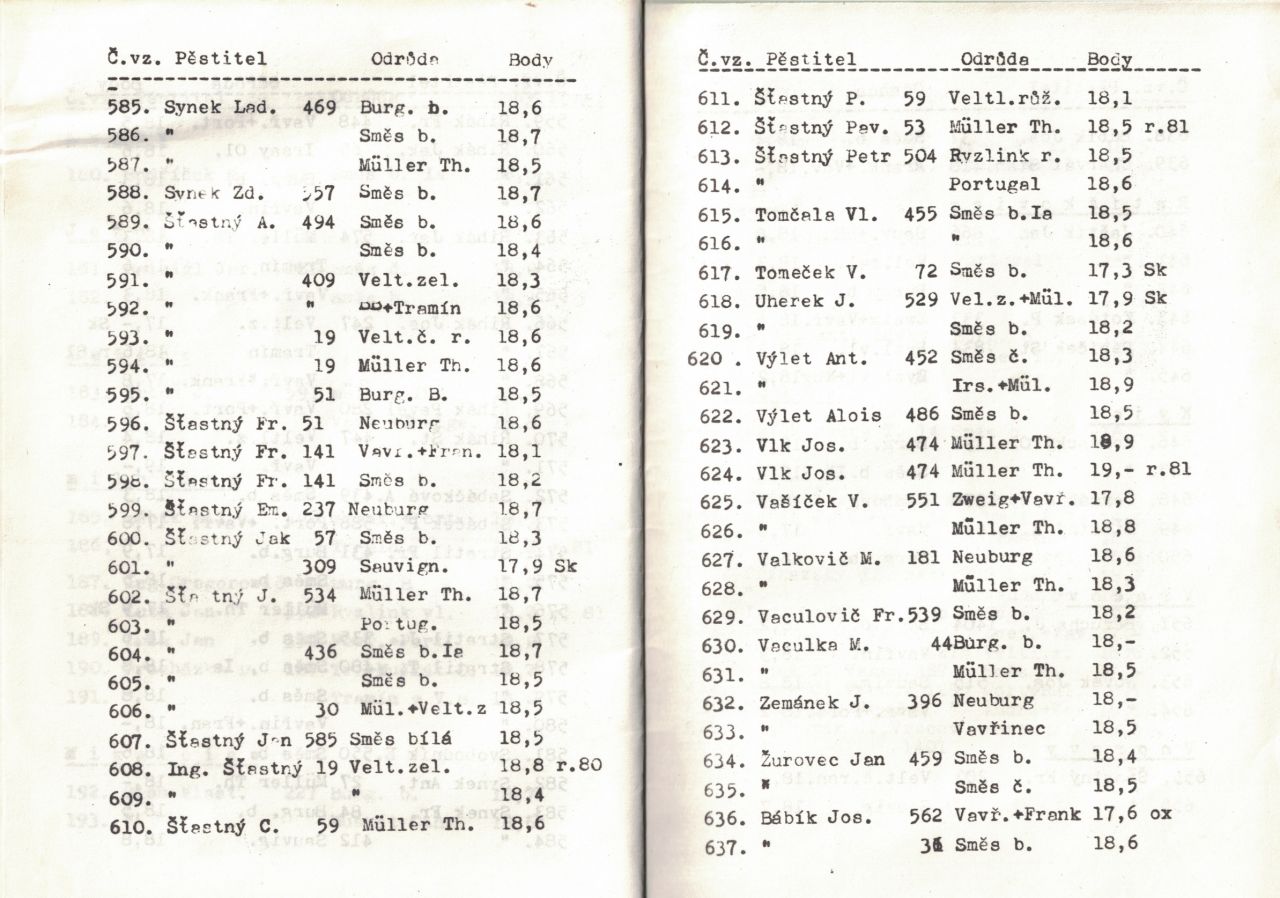 Č.vz. Pěstitel Odrůda Body
585. Synek Lad. 469 Burg. b. 18,6
586. " Směs b. 18,7
587. " Müller Th. 18,5
588. Synek Zd. 557 Směs b. 18,7
589. Šťastný A. 494 Směs b. 18,6
590. " Směs b. 18,4
591. " 409 Velt.zel. 18,3
592. " " +Tramín 18,6
593. " 19 Velt.č. r. 18,6
594. " 19 Müller Th. 18,6
595. " 51 Burg. B. 18,5
596. Šťastný Fr. 51 Neuburg 18,6
597. Šťastný Fr. 141 Vavř.+Fran. 18,1
598. Šťastný Fr. 141 Směs b. 18,2
599. Šťastný Em. 237 Neuburg 18,7
600. Šťastný Jak 57 Směs b. 18,3
601. " 309 Sauvign. 17,9 Sk
602. Šťastný J. 534 Müller Th. 18,7
603. " Portug. 18,5
604. " 436 Směs b.Ia 18,7
605. " Směs b. 18,5
606. " 30 Mül.+Velt.z 18,5
607. Šťastný Jan 585 Směs bílá 18,5
608. Ing. Šťastný 19 Velt.zel. 18,8 r.80
609. " " 18,4
610. Šťastný C. 59 Müller Th. 18,6
Č.vz. Pěstitel Odrůda Body
611. Šťastný P. 59 Veltl.růž. 18,1
612. Šťastný Pav. 53 Müller Th. 18,5 r.81
613. Šťastný Petr 504 Ryzlink r. 18,5
614. " Portugal 18,6
615. Tomčala Vl. 455 Směs b.Ia 18,5
616. " " 18,6
617. Tomeček V. 72 Směs b. 17,3 Sk
618. Uherek J. 529 Vel.z.+Mül. 17,9 Sk
619. " Směs b. 18,2
620 . Výlet Ant. 452 Směs č. 18,3
621. " Irs.+Mül. 18,9
622. Výlet Alois 486 Směs b. 18,5
623. Vlk Jos. 474 Müller Th. 18,9
624. Vlk Jos. 474 Müller Th. 19,- r.81
625. Vašíček V. 551 Zweig+Vavř. 17,8
626. " Müller Th. 18,8
627. Valkovič M. 181 Neuburg 18,6
628. " Müller Th. 18,3
629. Vaculovič Fr.539 Směs b. 18,2
630. Vaculka M. 44Burg. b. 18,-
631. " Müller Th. 18,5
632. Zemánek J. 396 Neuburg 18,-
633. " Vavřinec 18,5
634. Žurovec Jan 459 Směs b. 18,4
635. " Směs č. 18,5
636. Bábík Jos. 562 Vavř.+Frank 17,6 ox
637. " 31 Směs b. 18,6